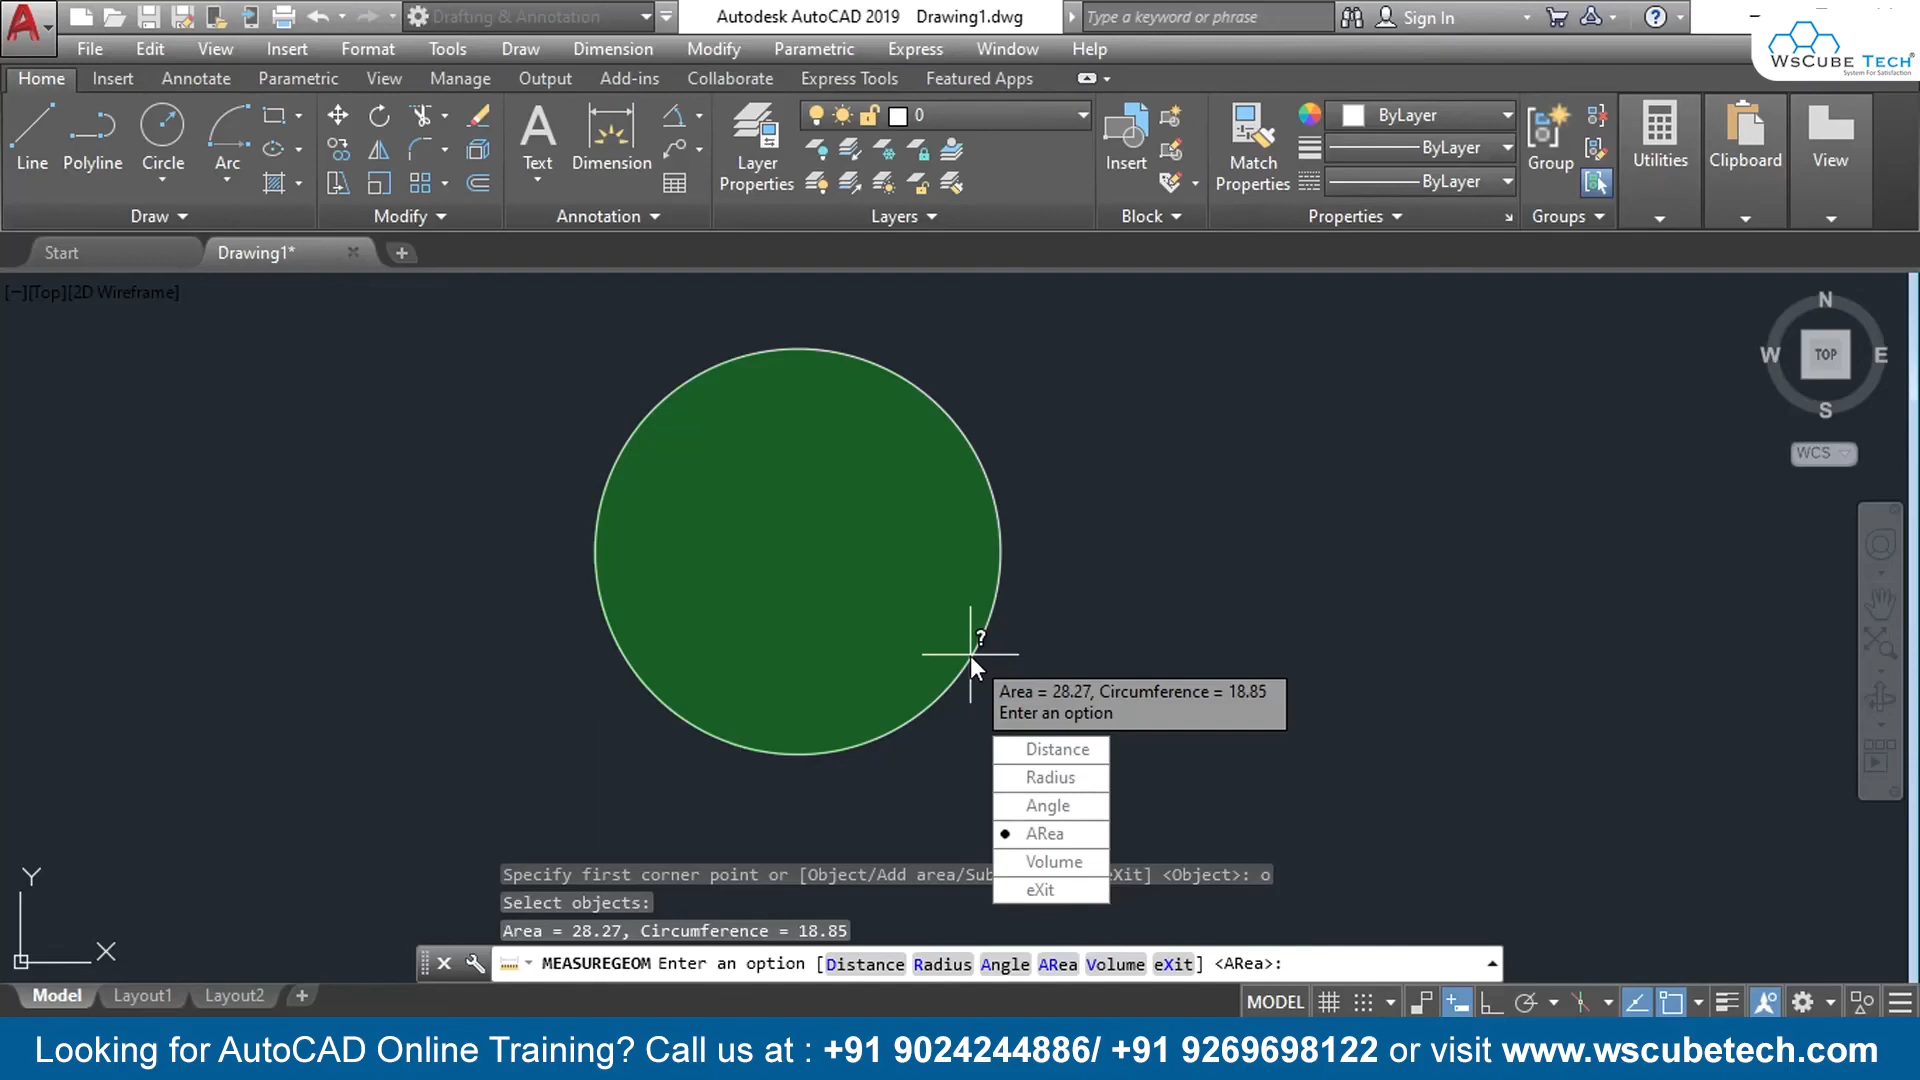 Drafting & Annotation
Autodesk AutoCAD 2019 Drawing1.dwg
Type a keyword or phrase
Sign In
File Edit View Insert Format Tools Draw Dimension Modify Parametric Express Window Help
WSCUBE TECH
System For Satisfaction
Home Insert Annotate Parametric View Manage Output Add-ins Collaborate Express Tools Featured Apps
0
ByLayer
Line Polyline Circle Arc
Text Dimension
Layer Properties
Insert
Match Properties
ByLayer
ByLayer
Group
Utilities
Clipboard
View
Draw Modify Annotation Layers Block Properties Groups
Start Drawing1*
[−][Top][2D Wireframe]
N
W TOP E
S
WCS
?
Area = 28.27, Circumference = 18.85
Enter an option
Distance
Radius
Angle
ARea
Volume
eXit
Y
X
Specify first corner point or [Object/Add area/Sub eXit] <Object>: o
Select objects:
Area = 28.27, Circumference = 18.85
MEASUREGEOM Enter an option [Distance Radius Angle ARea Volume eXit] <ARea>:
Model Layout1 Layout2
MODEL
Looking for AutoCAD Online Training? Call us at : +91 9024244886/ +91 9269698122 or visit www.wscubetech.com